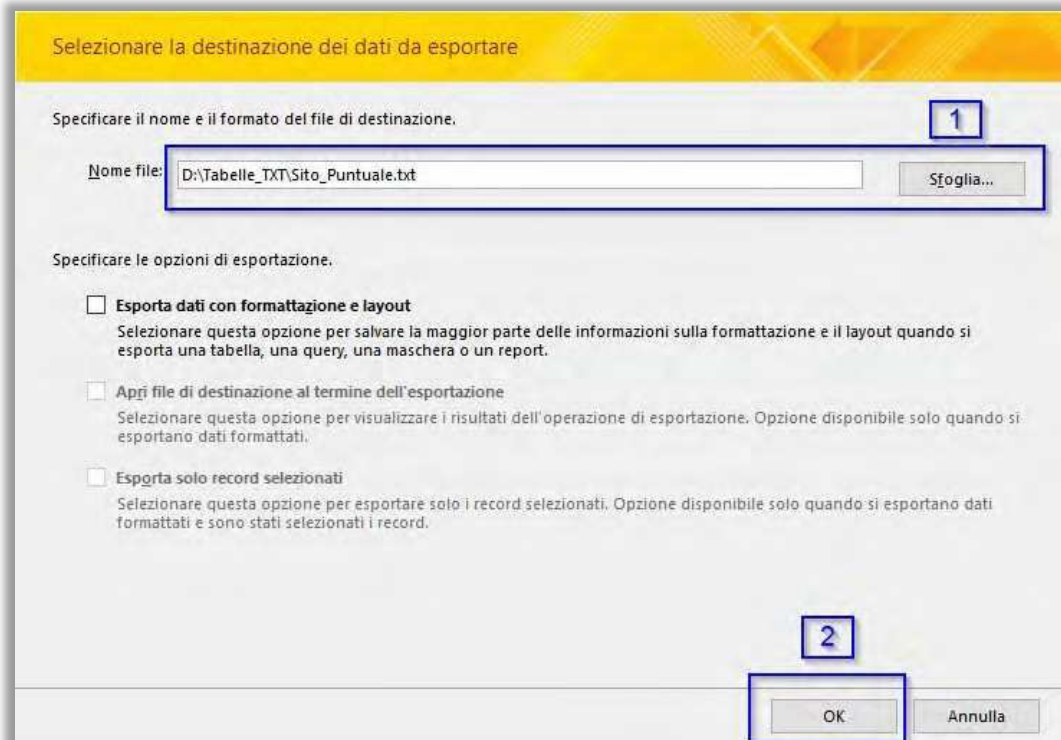 Selezionare la destinazione dei dati da esportare
Specificare il nome e il formato del file di destinazione.
1
Nome file: D:\Tabelle_TXT\Sito_Puntuale.txt Sfoglia...
Specificare le opzioni di esportazione.
Esporta dati con formattazione e layout
Selezionare questa opzione per salvare la maggior parte delle informazioni sulla formattazione e il layout quando si
esporta una tabella, una query, una maschera o un report.
Apri file di destinazione al termine dell'esportazione
Selezionare questa opzione per visualizzare i risultati dell'operazione di esportazione. Opzione disponibile solo quando si
esportano dati formattati.
Esporta solo record selezionati
Selezionare questa opzione per esportare solo i record selezionati. Opzione disponibile solo quando si esportano dati
formattati e sono stati selezionati i record.
2
OK Annulla